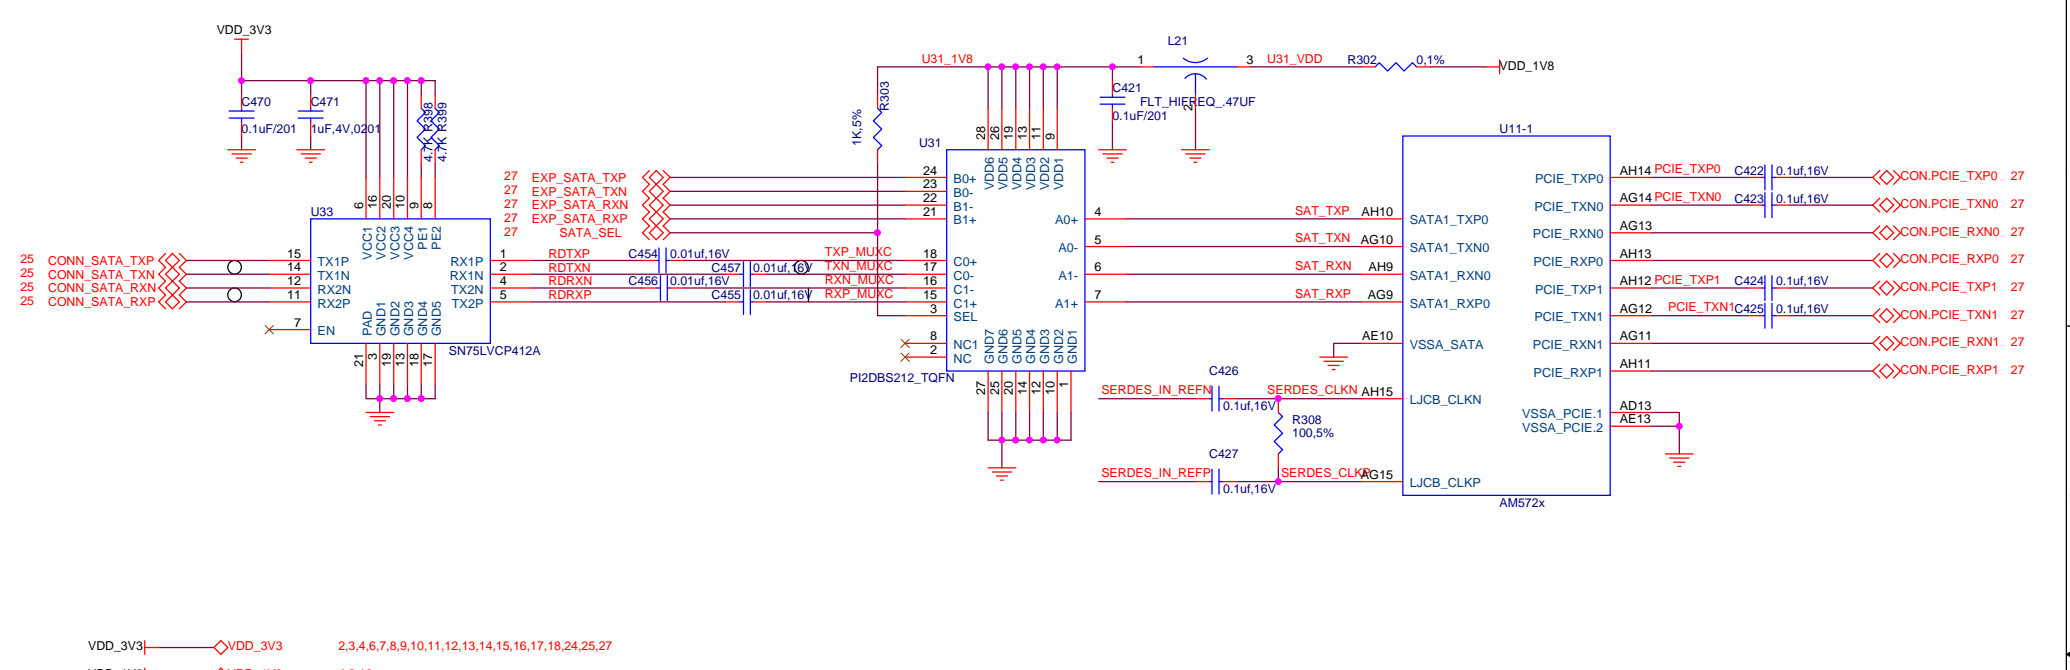 VDD_3V3
C470
0.1uF/201
C471
1uF,4V,0201
4.7K R398
4.7K R399
6
16
20
10
9
8
U33
VCC1
VCC2
VCC3
VCC4
PE1
PE2
25 CONN_SATA_TXP
25 CONN_SATA_TXN
25 CONN_SATA_RXN
25 CONN_SATA_RXP
15 TX1P
14 TX1N
12 RX2N
11 RX2P
7 EN
RX1P 1 RDTXP
RX1N 2 RDTXN
TX2N 4 RDRXN
TX2P 5 RDRXP
PAD
GND1
GND2
GND3
GND4
GND5
21
3
19
13
18
17
SN75LVCP412A
C454 0.01uf,16V
C457 0.01uf,16V
C456 0.01uf,16V
C455 0.01uf,16V
TXP_MUXC
TXN_MUXC
RXN_MUXC
RXP_MUXC
27 EXP_SATA_TXP
27 EXP_SATA_TXN
27 EXP_SATA_RXN
27 EXP_SATA_RXP
27 SATA_SEL
1K,5%
R303
U31_1V8
U31
28
26
19
13
11
9
VDD6
VDD5
VDD4
VDD3
VDD2
VDD1
24 B0+
23 B0-
22 B1-
21 B1+
18 C0+
17 C0-
16 C1-
15 C1+
3 SEL
8 NC1
2 NC
A0+ 4
A0- 5
A1- 6
A1+ 7
GND7
GND6
GND5
GND4
GND3
GND2
GND1
27
25
20
14
12
10
1
PI2DBS212_TQFN
L21
1
3
2
FLT_HIFREQ_.47UF
C421
0.1uF/201
U31_VDD
R302 0,1%
VDD_1V8
SAT_TXP AH10
SAT_TXN AG10
SAT_RXN AH9
SAT_RXP AG9
AE10
SERDES_IN_REFN
C426
0.1uf,16V
SERDES_CLKN AH15
R308
100,5%
SERDES_IN_REFP
C427
0.1uf,16V
SERDES_CLKP AG15
U11-1
SATA1_TXP0
SATA1_TXN0
SATA1_RXN0
SATA1_RXP0
VSSA_SATA
LJCB_CLKN
LJCB_CLKP
PCIE_TXP0
PCIE_TXN0
PCIE_RXN0
PCIE_RXP0
PCIE_TXP1
PCIE_TXN1
PCIE_RXN1
PCIE_RXP1
VSSA_PCIE.1
VSSA_PCIE.2
AM572x
AH14 PCIE_TXP0 C422 0.1uf,16V CON.PCIE_TXP0 27
AG14 PCIE_TXN0 C423 0.1uf,16V CON.PCIE_TXN0 27
AG13 CON.PCIE_RXN0 27
AH13 CON.PCIE_RXP0 27
AH12 PCIE_TXP1 C424 0.1uf,16V CON.PCIE_TXP1 27
AG12 PCIE_TXN1 C425 0.1uf,16V CON.PCIE_TXN1 27
AG11 CON.PCIE_RXN1 27
AH11 CON.PCIE_RXP1 27
AD13
AE13
VDD_3V3 VDD_3V3 2,3,4,6,7,8,9,10,11,12,13,14,15,16,17,18,24,25,27